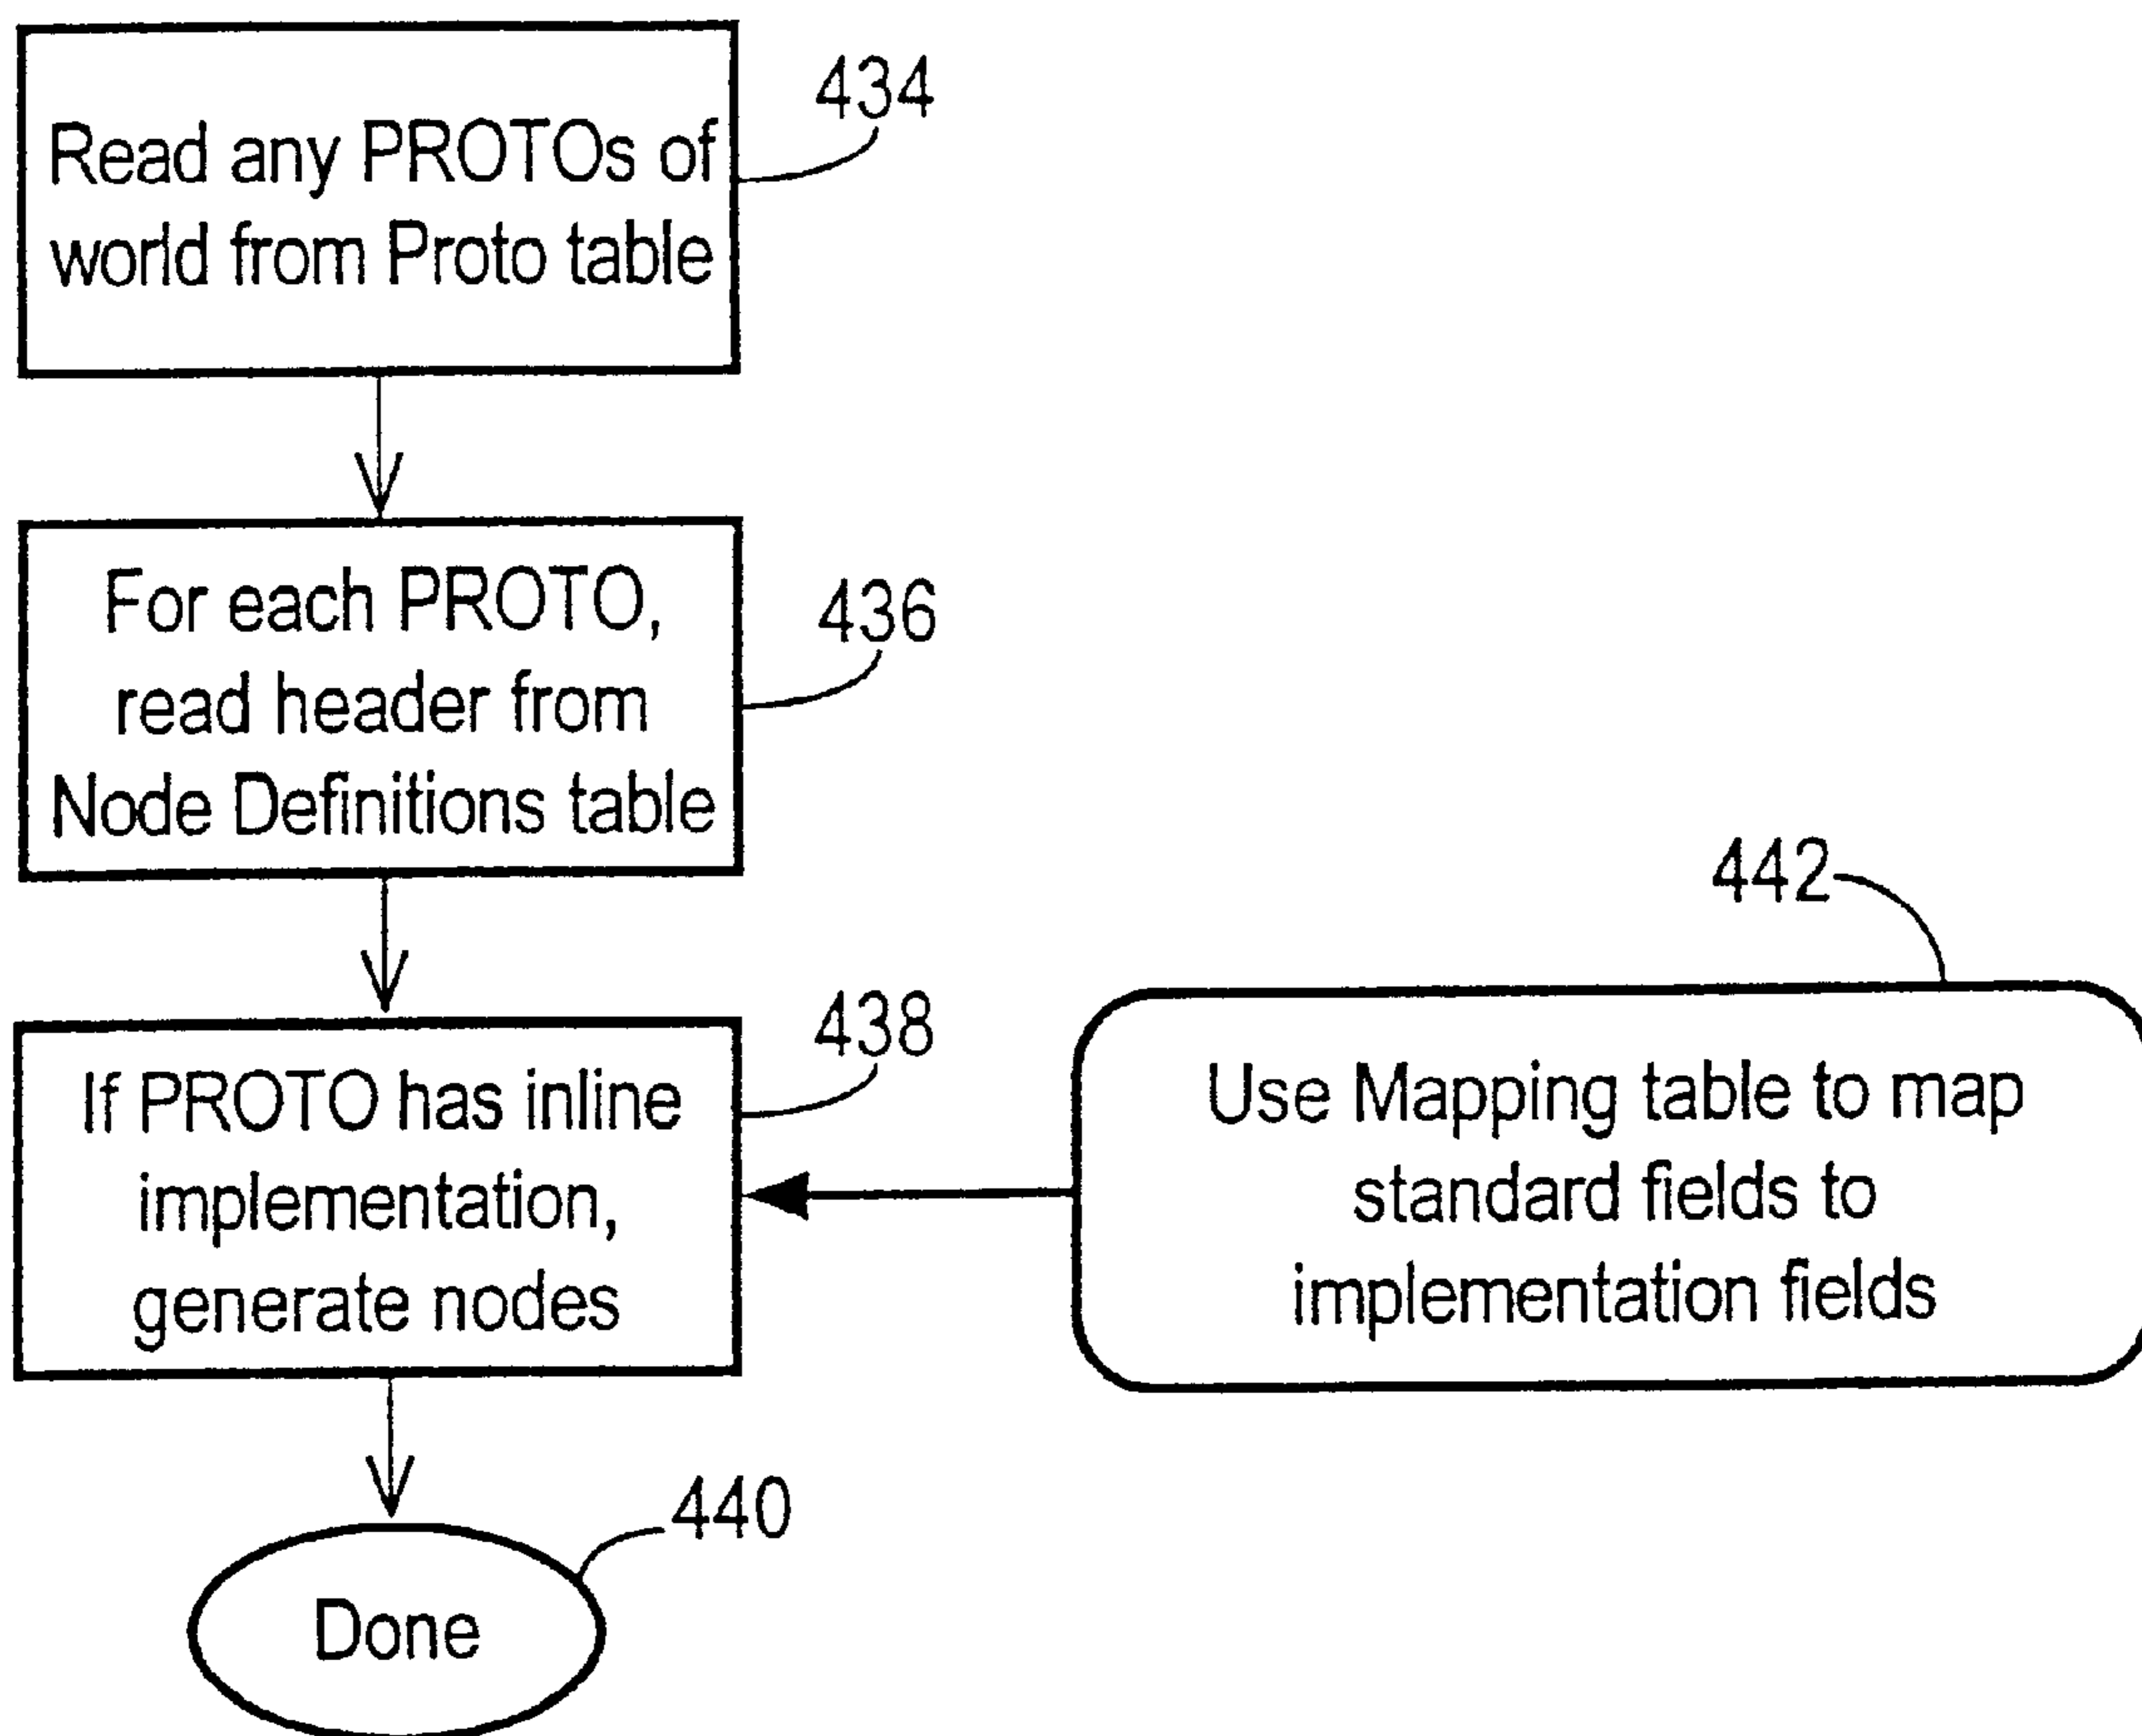 434
Read any PROTOs of
world from Proto table
For each PROTO,
read header from
Node Definitions table
436
442
438
If PROTO has inline
implementation,
generate nodes
Use Mapping table to map
standard fields to
implementation fields
440
Done